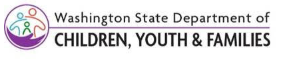 Washington State Department of
CHILDREN, YOUTH & FAMILIES